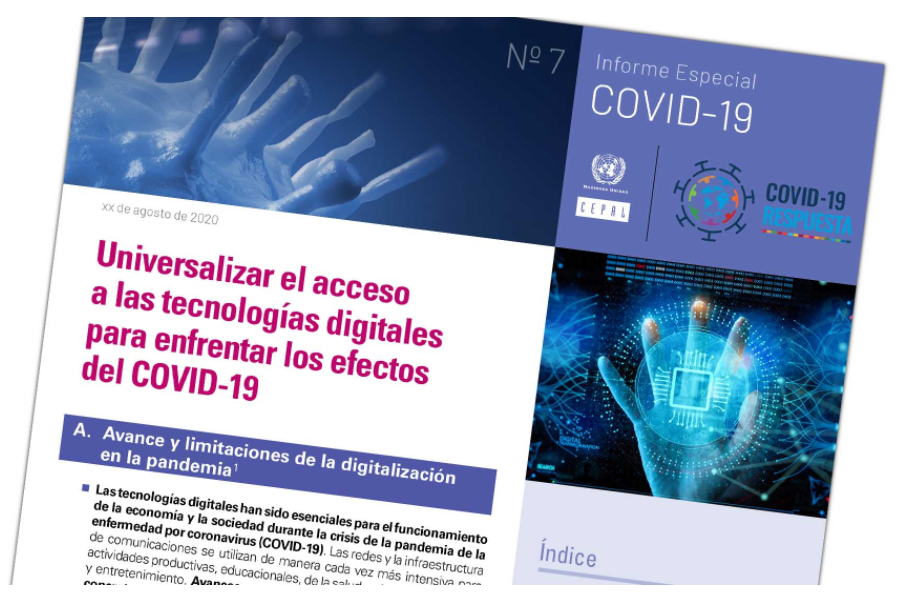 Nº 7
Informe Especial
COVID-19
NACIONES UNIDAS
CEPAL
COVID-19
RESPUESTA
xx de agosto de 2020
Universalizar el acceso
a las tecnologías digitales
para enfrentar los efectos
del COVID-19
A. Avance y limitaciones de la digitalización
en la pandemia¹
■ Las tecnologías digitales han sido esenciales para el funcionamiento
de la economía y la sociedad durante la crisis de la pandemia de la
enfermedad por coronavirus (COVID-19). Las redes y la infraestructura
de comunicaciones se utilizan de manera cada vez más intensiva para
actividades productivas, educacionales, de la salud
y entretenimiento.
SEARCH
Índice